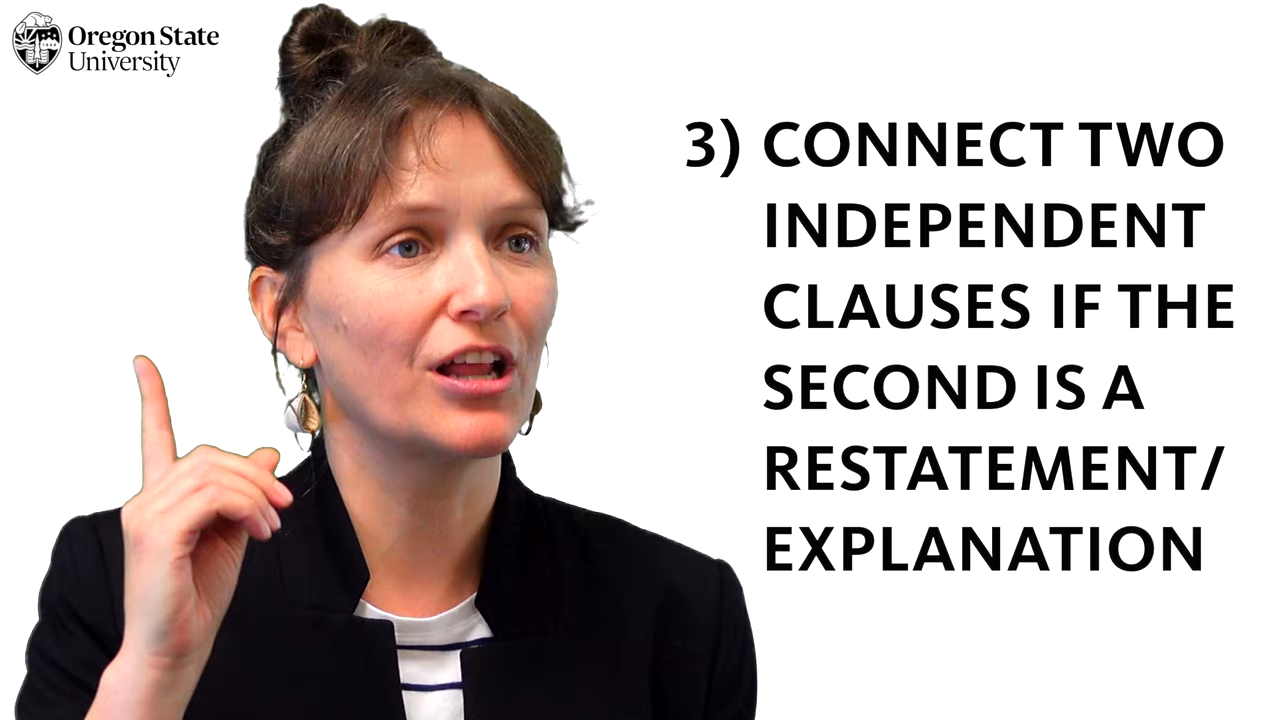 Oregon State
University
3) CONNECT TWO
INDEPENDENT
CLAUSES IF THE
SECOND IS A
RESTATEMENT/
EXPLANATION